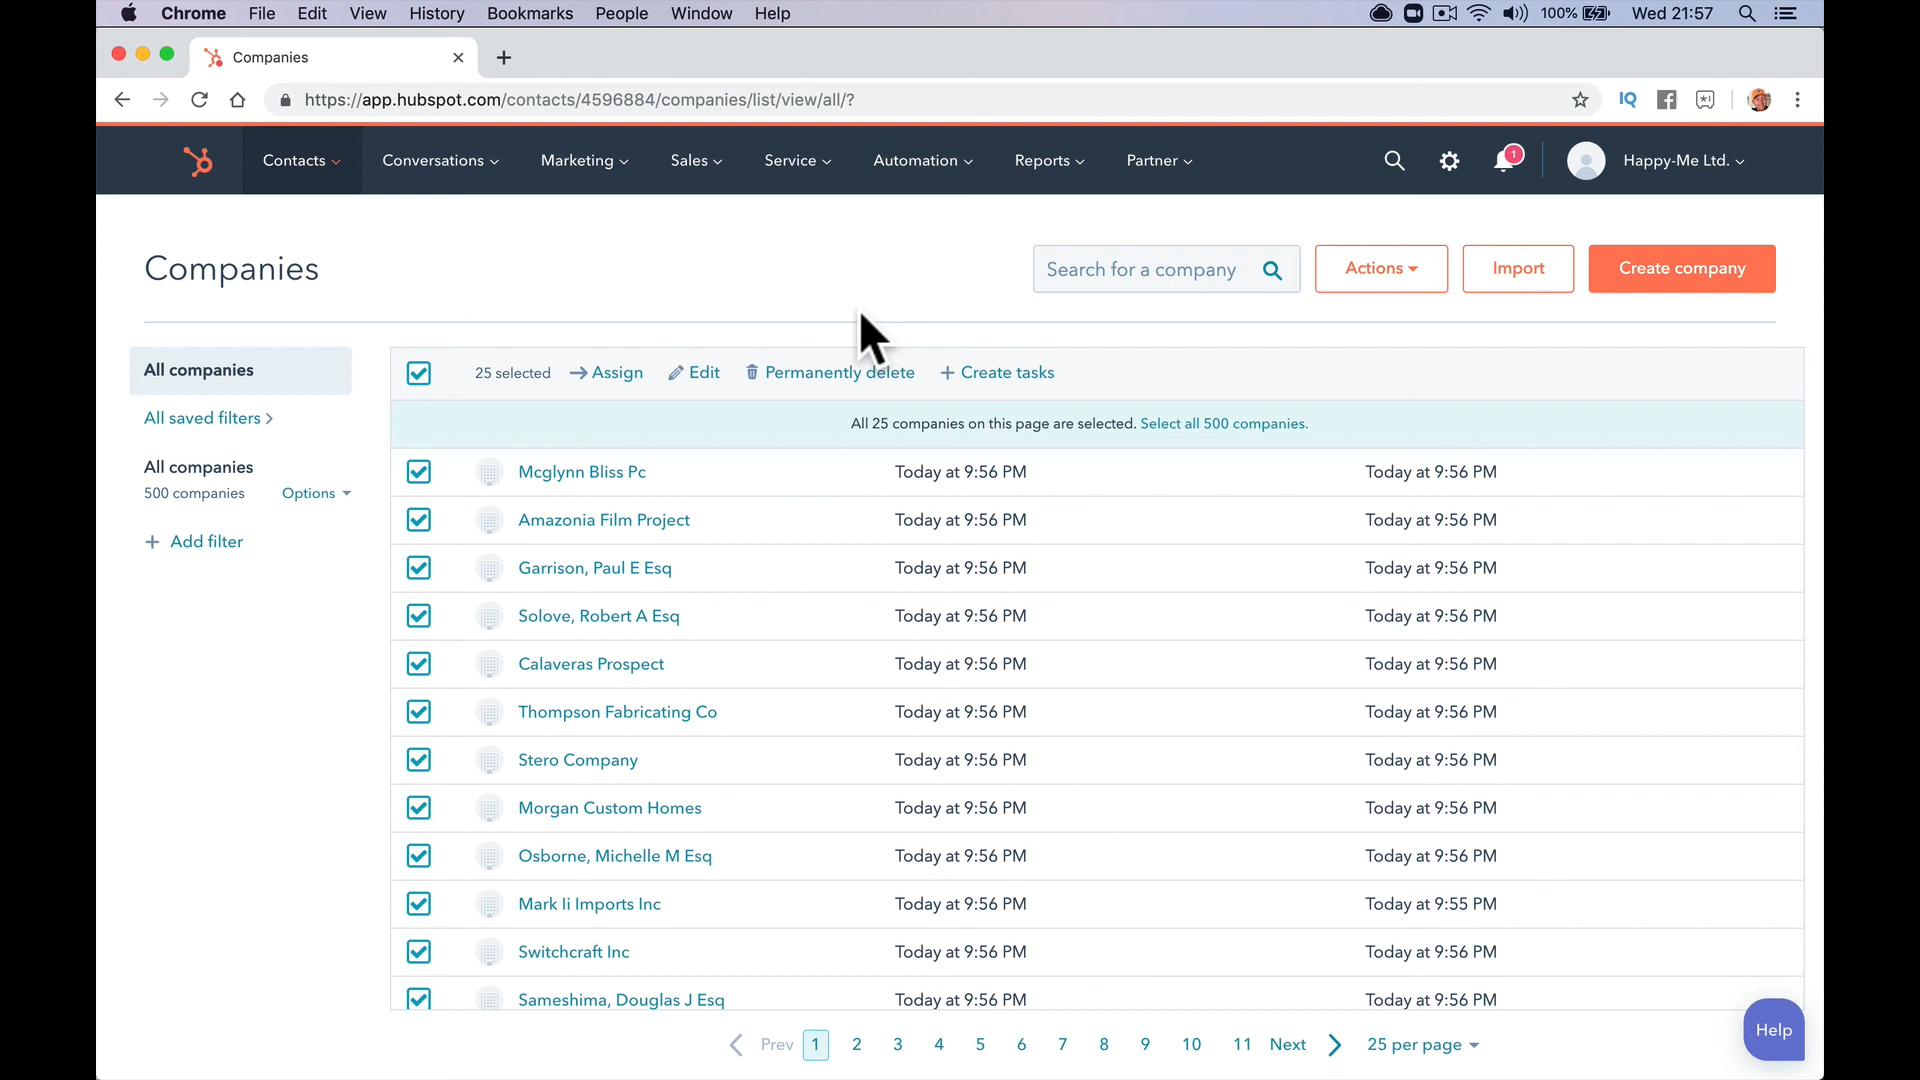 Chrome File Edit View History Bookmarks People Window Help 100% Wed 21:57
Companies
https://app.hubspot.com/contacts/4596884/companies/list/view/all/? IQ
Contacts Conversations Marketing Sales Service Automation Reports Partner 1 Happy-Me Ltd.
Companies Search for a company Actions Import Create company
All companies
25 selected Assign Edit Permanently delete + Create tasks
All saved filters
All 25 companies on this page are selected. Select all 500 companies.
All companies
500 companies Options
+ Add filter
Mcglynn Bliss Pc Today at 9:56 PM Today at 9:56 PM
Amazonia Film Project Today at 9:56 PM Today at 9:56 PM
Garrison, Paul E Esq Today at 9:56 PM Today at 9:56 PM
Solove, Robert A Esq Today at 9:56 PM Today at 9:56 PM
Calaveras Prospect Today at 9:56 PM Today at 9:56 PM
Thompson Fabricating Co Today at 9:56 PM Today at 9:56 PM
Stero Company Today at 9:56 PM Today at 9:56 PM
Morgan Custom Homes Today at 9:56 PM Today at 9:56 PM
Osborne, Michelle M Esq Today at 9:56 PM Today at 9:56 PM
Mark Ii Imports Inc Today at 9:56 PM Today at 9:55 PM
Switchcraft Inc Today at 9:56 PM Today at 9:56 PM
Sameshima, Douglas J Esq Today at 9:56 PM Today at 9:56 PM
Prev 1 2 3 4 5 6 7 8 9 10 11 Next 25 per page
Help